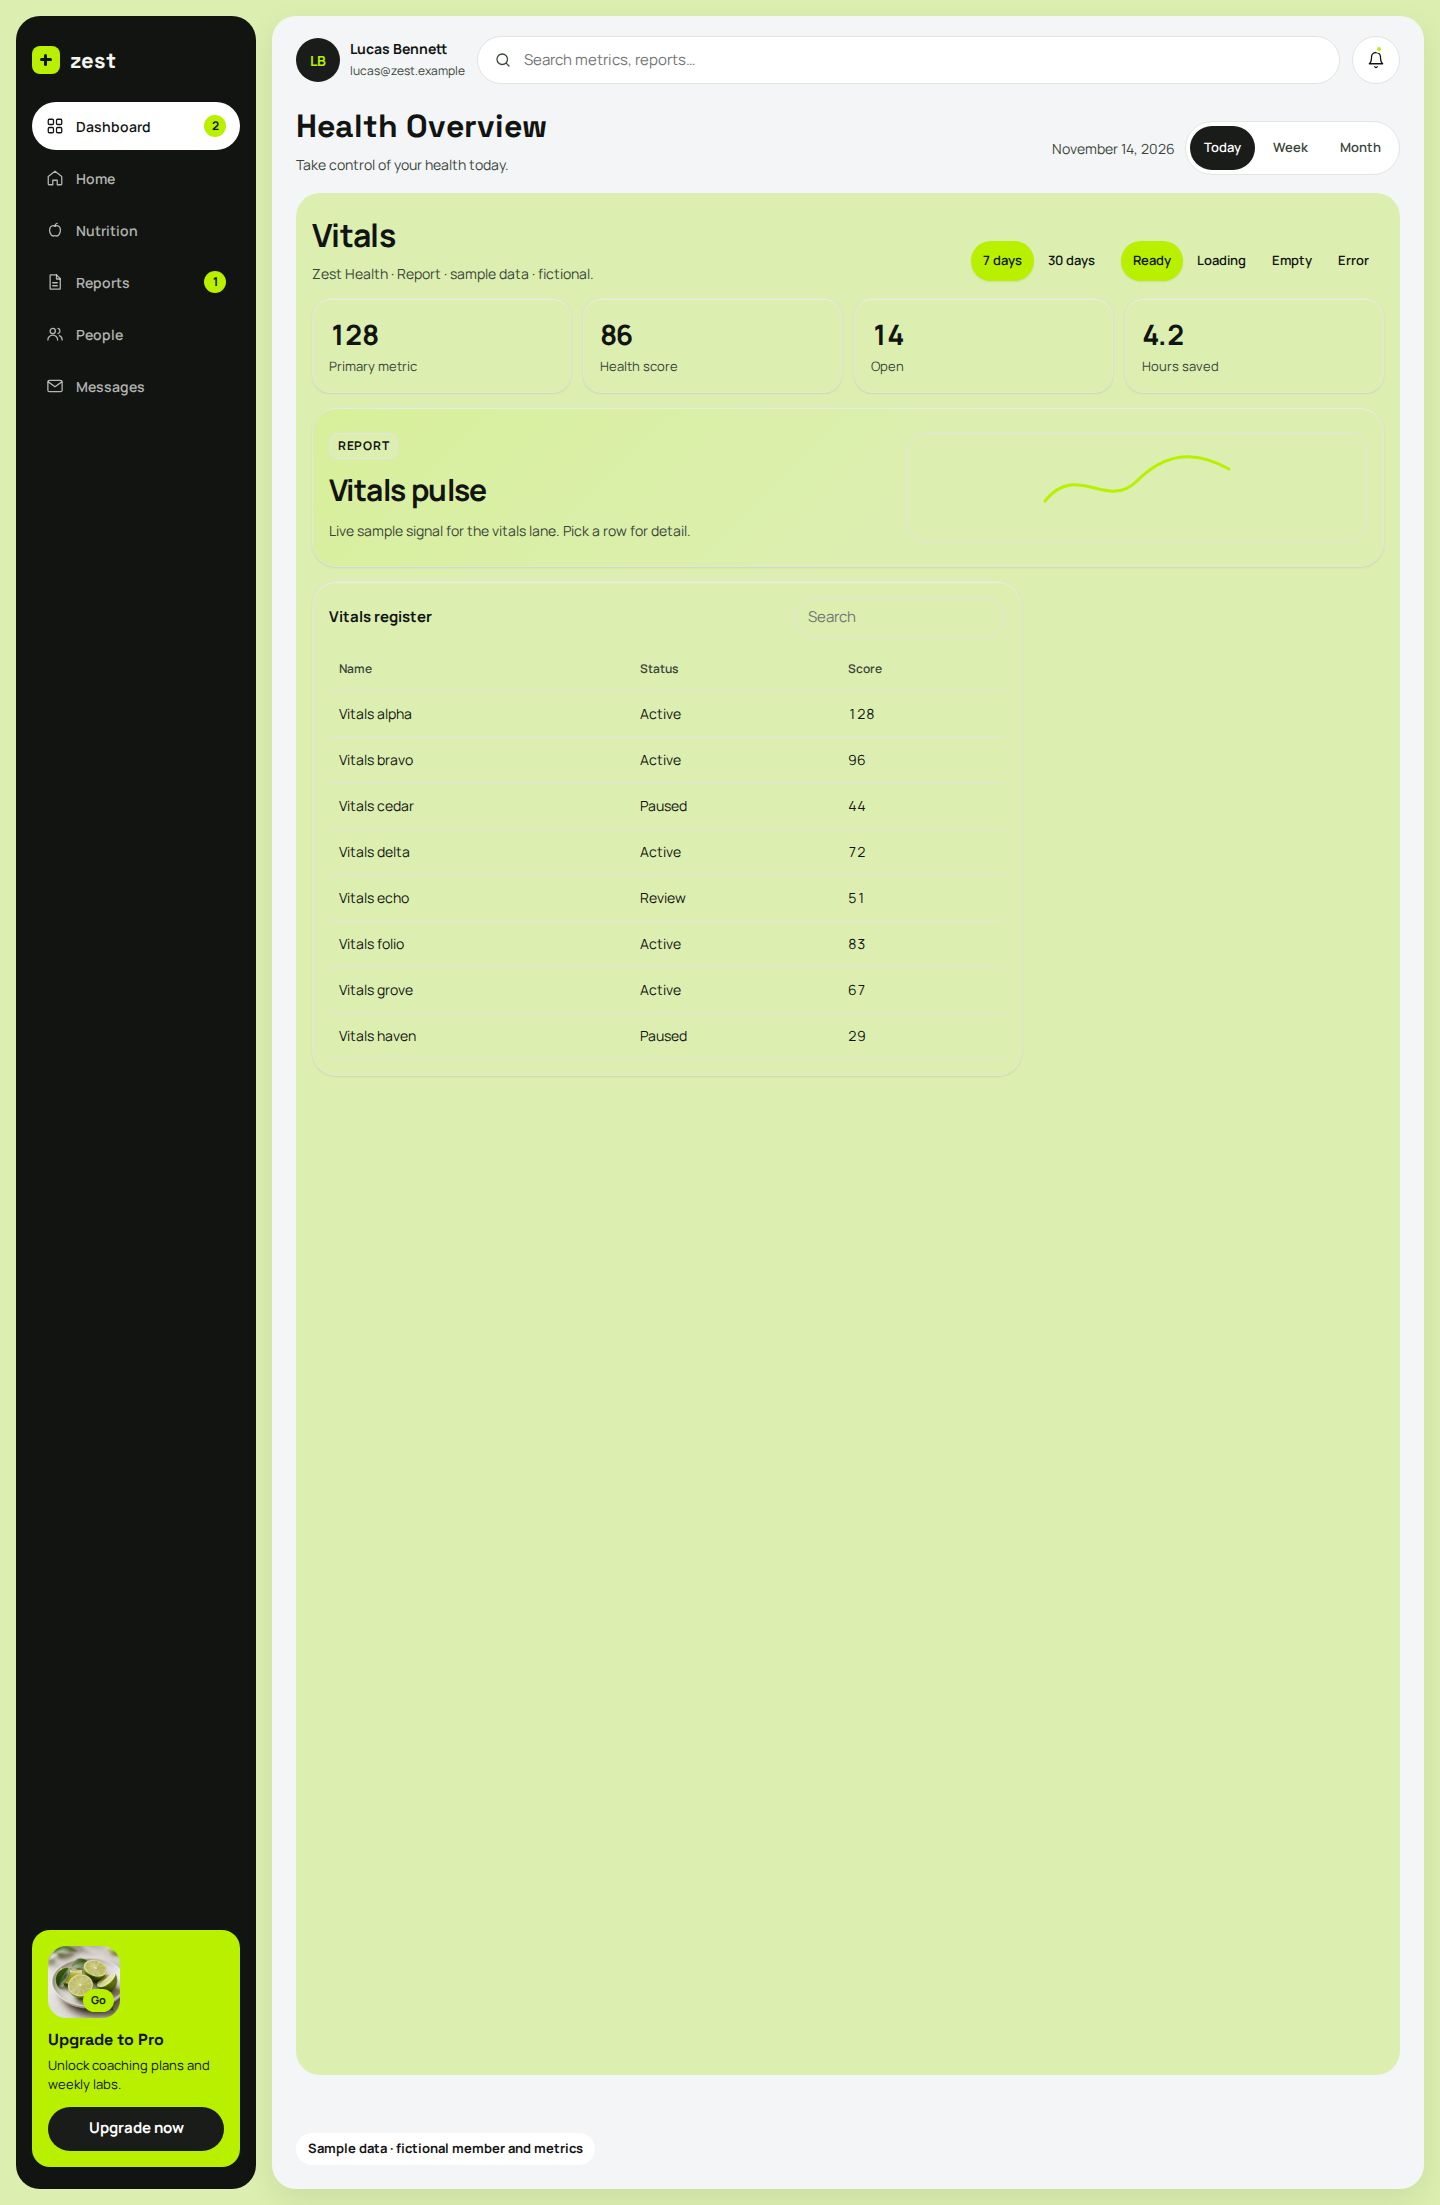 zest
Dashboard 2
Home
Nutrition
Reports 1
People
Messages
Go
Upgrade to Pro
Unlock coaching plans and
weekly labs.
Upgrade now
LB
Lucas Bennett
lucas@zest.example
Search metrics, reports...
Health Overview
Take control of your health today.
November 14, 2026
Today Week Month
Vitals
Zest Health · Report · sample data · fictional.
7 days 30 days Ready Loading Empty Error
128
Primary metric
86
Health score
14
Open
4.2
Hours saved
REPORT
Vitals pulse
Live sample signal for the vitals lane. Pick a row for detail.
Vitals register Search
Name Status Score
Vitals alpha Active 128
Vitals bravo Active 96
Vitals cedar Paused 44
Vitals delta Active 72
Vitals echo Review 51
Vitals folio Active 83
Vitals grove Active 67
Vitals haven Paused 29
Sample data · fictional member and metrics